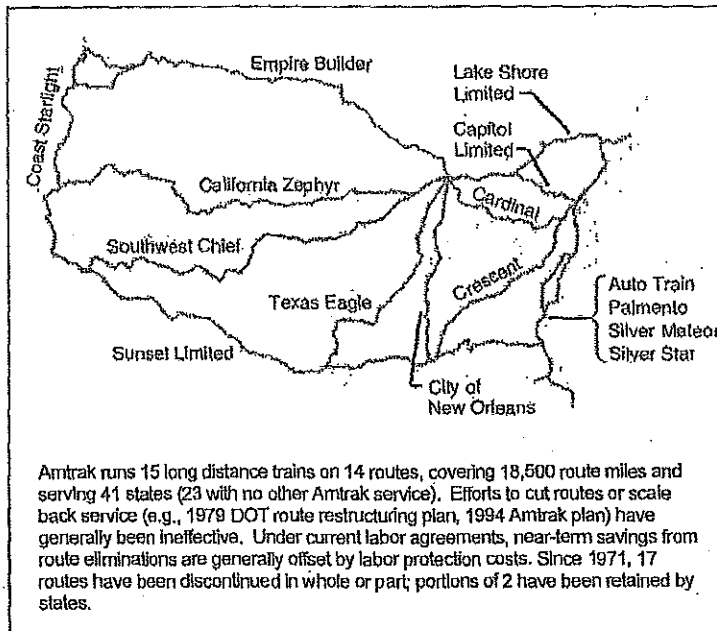 Empire Builder
Lake Shore
Limited
Capitol
Limited
Coast Starlight
California Zephyr
Cardinal
Southwest Chief
Crescent
Texas Eagle
Sunset Limited
Auto Train
Palmento
Silver Meteor
Silver Star
City of
New Orleans
Amtrak runs 15 long distance trains on 14 routes, covering 18,500 route miles and
serving 41 states (23 with no other Amtrak service). Efforts to cut routes or scale
back service (e.g., 1979 DOT route restructuring plan, 1994 Amtrak plan) have
generally been ineffective. Under current labor agreements, near-term savings from
route eliminations are generally offset by labor protection costs. Since 1971, 17
routes have been discontinued in whole or part; portions of 2 have been retained by
states.